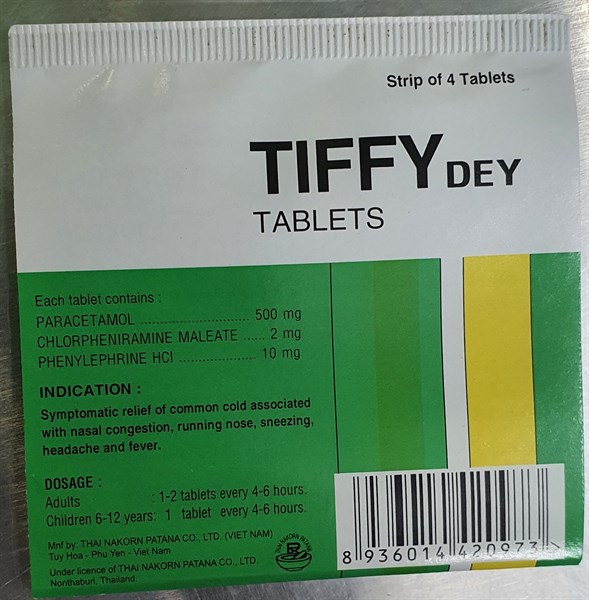 Strip of 4 Tablets
TIFFY DEY
TABLETS
Each tablet contains :
PARACETAMOL ............................ 500 mg
CHLORPHENIRAMINE MALEATE ...... 2 mg
PHENYLEPHRINE HCl .................... 10 mg
INDICATION :
Symptomatic relief of common cold associated
with nasal congestion, running nose, sneezing,
headache and fever.
DOSAGE :
Adults : 1-2 tablets every 4-6 hours.
Children 6-12 years: 1 tablet every 4-6 hours.
Mnf by: THAI NAKORN PATANA CO., LTD. (VIET NAM)
Tuy Hoa - Phu Yen - Viet Nam
Under licence of THAI NAKORN PATANA CO., LTD.
Nonthaburi, Thailand.
THAI NAKORN PATANA
8 936014 420973